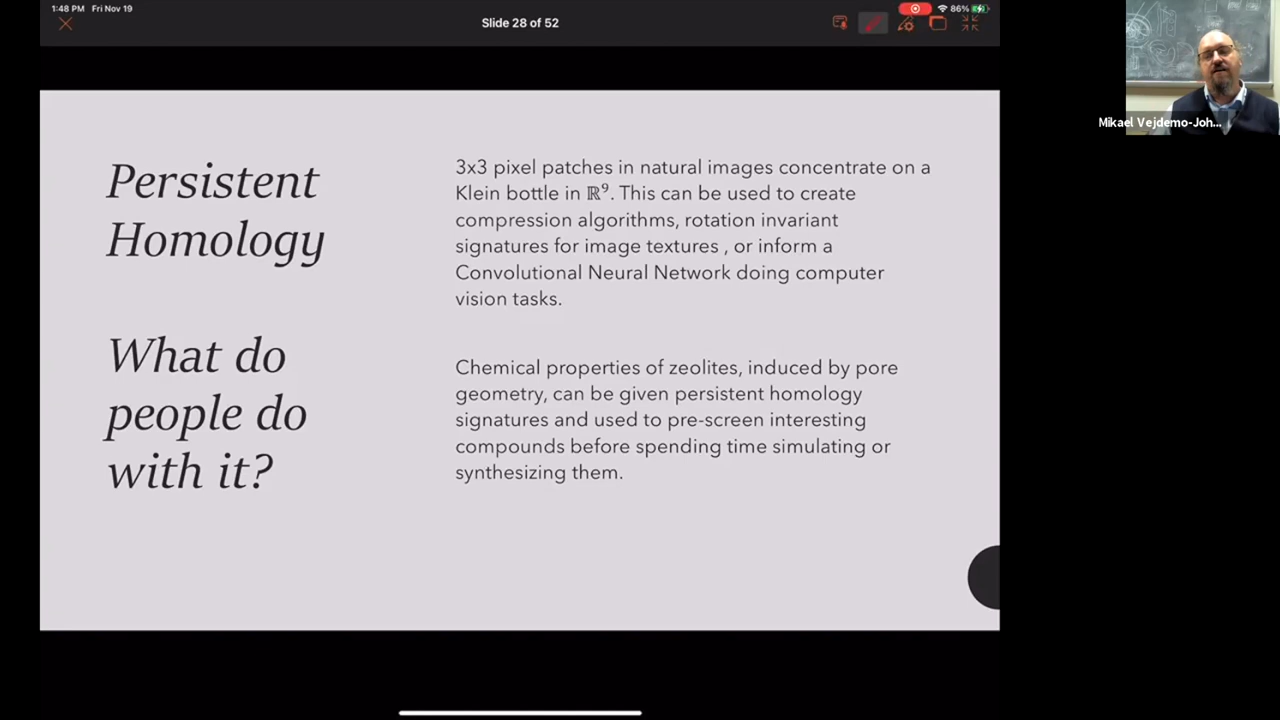 1:48 PM Fri Nov 19
Slide 28 of 52
86%
Mikael Vejdemo-Joh...
Persistent
Homology
What do
people do
with it?
3x3 pixel patches in natural images concentrate on a
Klein bottle in ℝ⁹. This can be used to create
compression algorithms, rotation invariant
signatures for image textures , or inform a
Convolutional Neural Network doing computer
vision tasks.
Chemical properties of zeolites, induced by pore
geometry, can be given persistent homology
signatures and used to pre-screen interesting
compounds before spending time simulating or
synthesizing them.